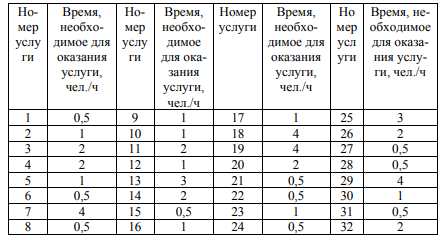 Но-
мер
услу
ги
Время,
необхо-
димое для
оказания
услуги,
чел./ч
Но-
мер
услу
ги
Время,
необхо-
димое
для ока-
зания
услуги,
чел./ч
Номер
услуги
Время,
необхо-
димое для
оказания
услуги,
чел./ч
Но-
мер
усл
уги
Время, не-
обходимое
для оказа-
ния услу-
ги, чел./ч
1 0,5 9 1 17 1 25 3
2 1 10 1 18 4 26 2
3 2 11 2 19 4 27 0,5
4 2 12 1 20 2 28 0,5
5 1 13 3 21 0,5 29 4
6 0,5 14 2 22 0,5 30 1
7 4 15 0,5 23 1 31 0,5
8 0,5 16 1 24 0,5 32 2